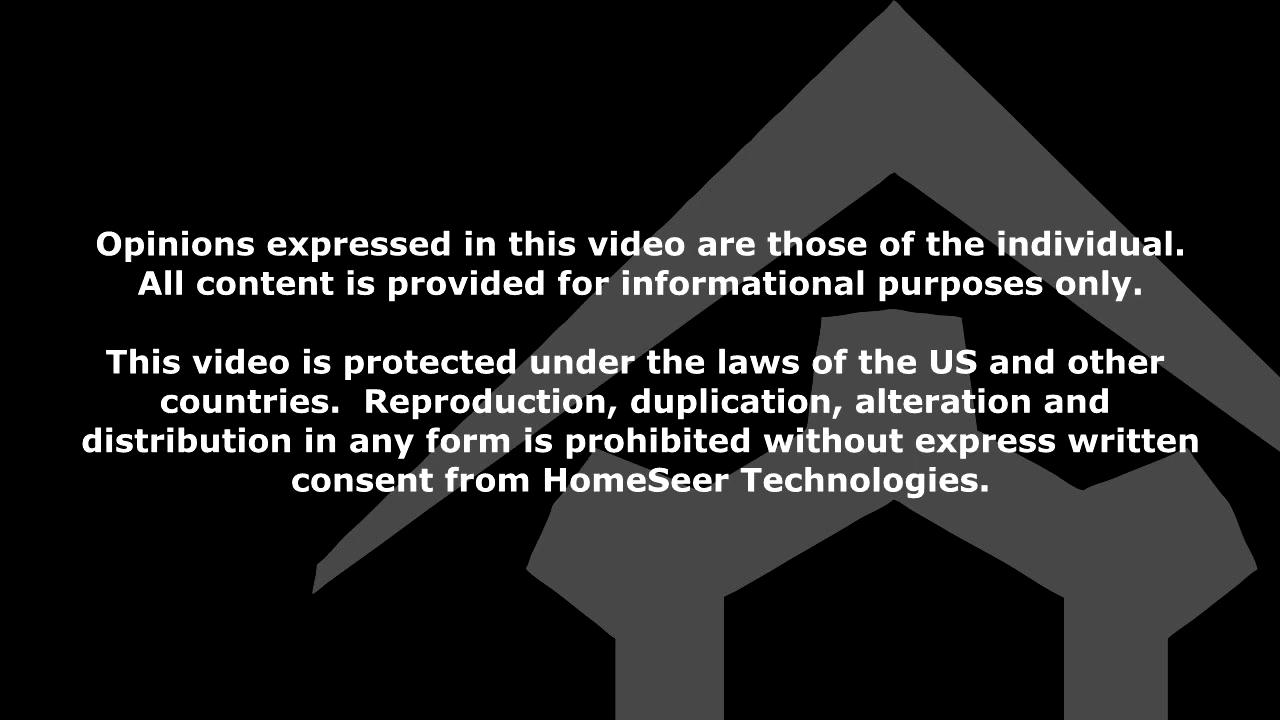 Opinions expressed in this video are those of the individual.
All content is provided for informational purposes only.
This video is protected under the laws of the US and other
countries.  Reproduction, duplication, alteration and
distribution in any form is prohibited without express written
consent from HomeSeer Technologies.